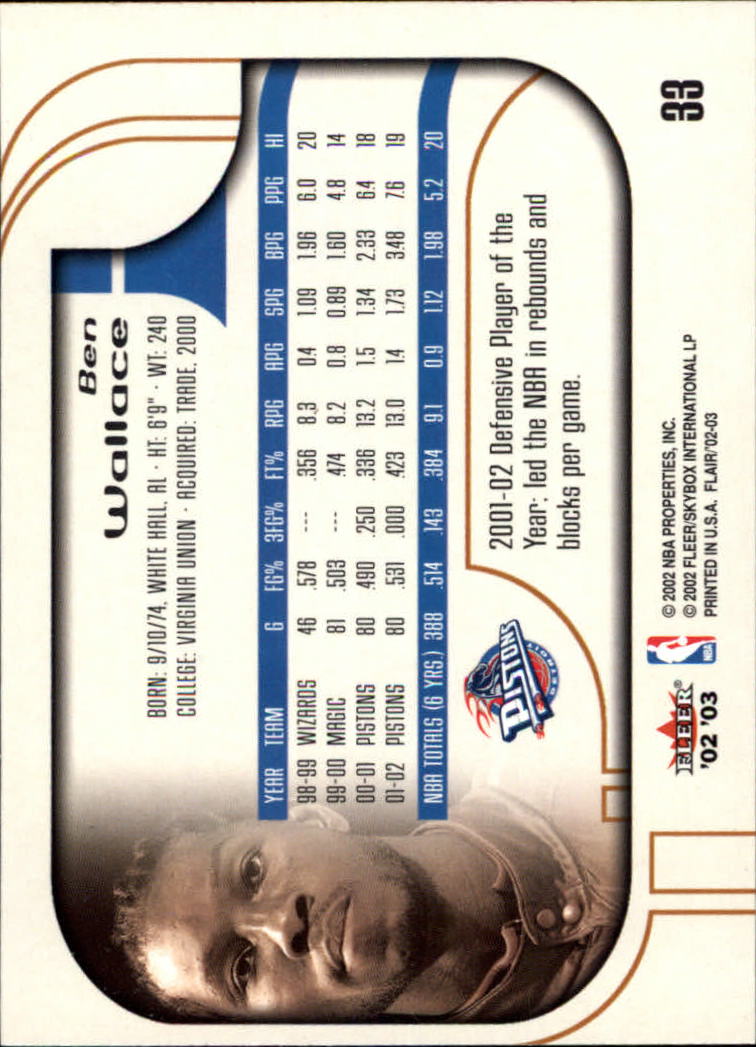 33
Ben
Wallace
BORN: 9/10/74, WHITE HALL, AL · HT: 6'9" · WT: 240
COLLEGE: VIRGINIA UNION · ACQUIRED: TRADE, 2000
YEAR TEAM G FG% 3FG% FT% RPG APG SPG BPG PPG HI
98-99 WIZARDS 46 .578 --- .356 8.3 0.4 1.09 1.96 6.0 20
99-00 MAGIC 81 .503 --- .474 8.2 0.8 0.89 1.60 4.8 14
00-01 PISTONS 80 .490 .250 .336 13.2 1.5 1.34 2.33 6.4 18
01-02 PISTONS 80 .531 .000 .423 13.0 1.4 1.73 3.48 7.6 19
NBA TOTALS (6 YRS.) 388 .514 .143 .384 9.1 0.9 1.12 1.98 5.2 20
PISTONS
DETROIT
2001-02 Defensive Player of the
Year; led the NBA in rebounds and
blocks per game.
FLEER®
'02 '03
NBA
© 2002 NBA PROPERTIES, INC.
© 2002 FLEER/SKYBOX INTERNATIONAL LP
PRINTED IN U.S.A. FLAIR/'02-03